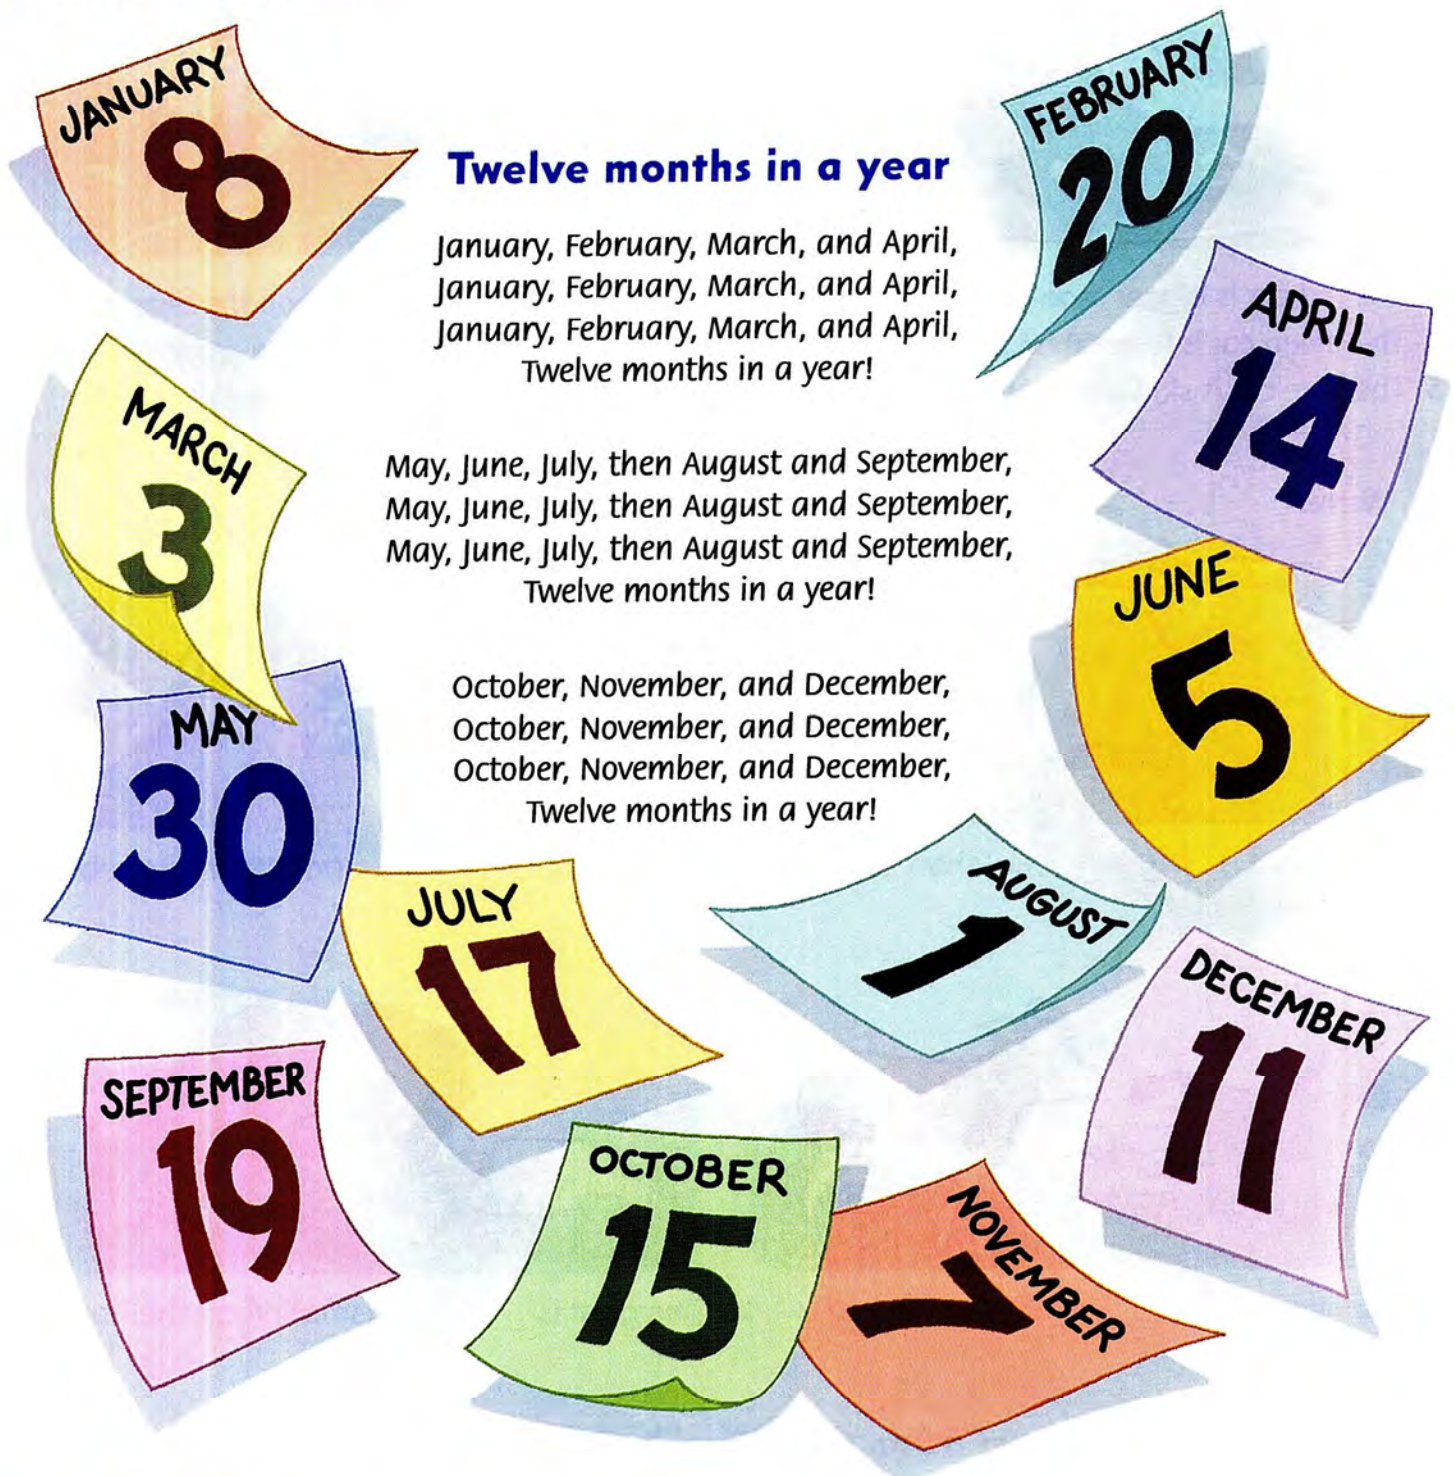 JANUARY
8
FEBRUARY
20
Twelve months in a year
January, February, March, and April,
January, February, March, and April,
January, February, March, and April,
Twelve months in a year!
APRIL
14
MARCH
3
May, June, July, then August and September,
May, June, July, then August and September,
May, June, July, then August and September,
Twelve months in a year!
JUNE
5
October, November, and December,
October, November, and December,
October, November, and December,
Twelve months in a year!
MAY
30
JULY
17
AUGUST
1
DECEMBER
11
SEPTEMBER
19
OCTOBER
15
NOVEMBER
7